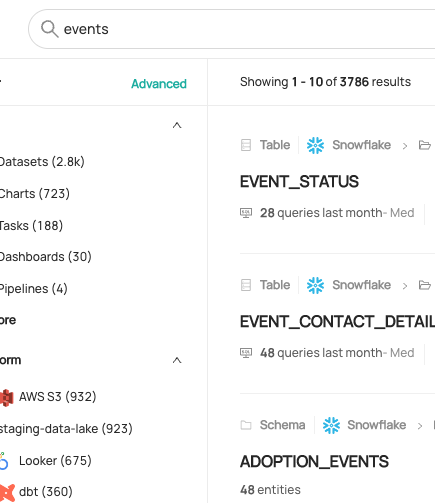 events
Advanced
Showing 1 - 10 of 3786 results
Datasets (2.8k)
Charts (723)
Tasks (188)
Dashboards (30)
Pipelines (4)
ore
orm
AWS S3 (932)
staging-data-lake (923)
Looker (675)
dbt (360)
Table
Snowflake
EVENT_STATUS
28 queries last month- Med
Table
Snowflake
EVENT_CONTACT_DETAIL
48 queries last month- Med
Schema
Snowflake
ADOPTION_EVENTS
48 entities